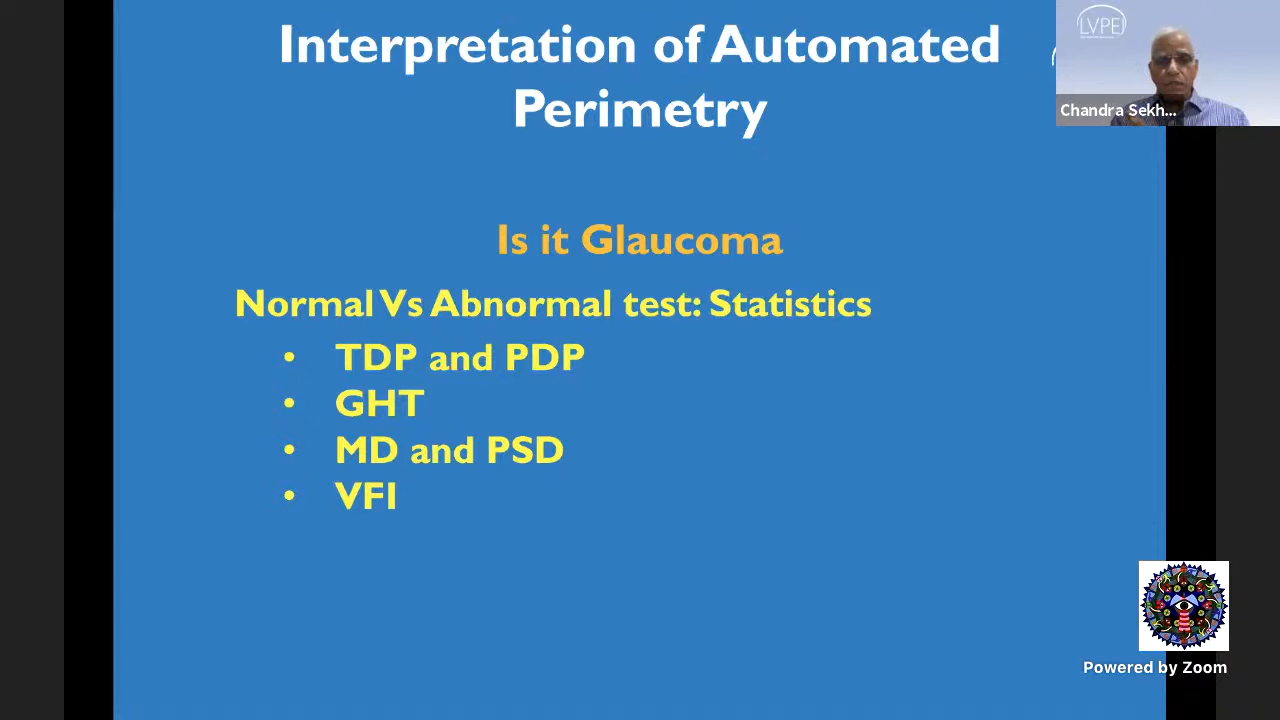 Interpretation of Automated
Perimetry
LVPE
Chandra Sekh...
Is it Glaucoma
Normal Vs Abnormal test: Statistics
• TDP and PDP
• GHT
• MD and PSD
• VFI
Powered by Zoom